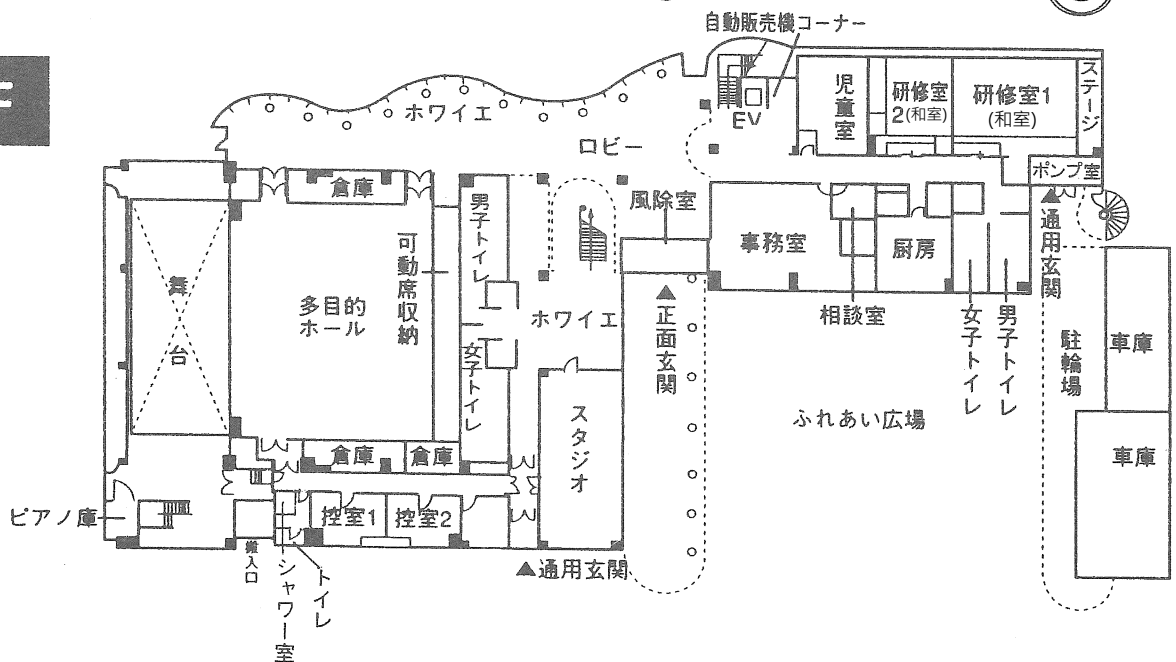 自動販売機コーナー
ホワイエ
ロビー
EV
児童室
研修室
2(和室)
研修室1
(和室)
ステージ
ポンプ室
倉庫
男子トイレ
風除室
可動席収納
事務室
厨房
通用玄関
舞台
多目的
ホール
ホワイエ
正面玄関
相談室
女子トイレ
男子トイレ
駐輪場
車庫
女子トイレ
スタジオ
ふれあい広場
倉庫
倉庫
車庫
ピアノ庫
控室1
控室2
搬入口
シャワー室
トイレ
通用玄関